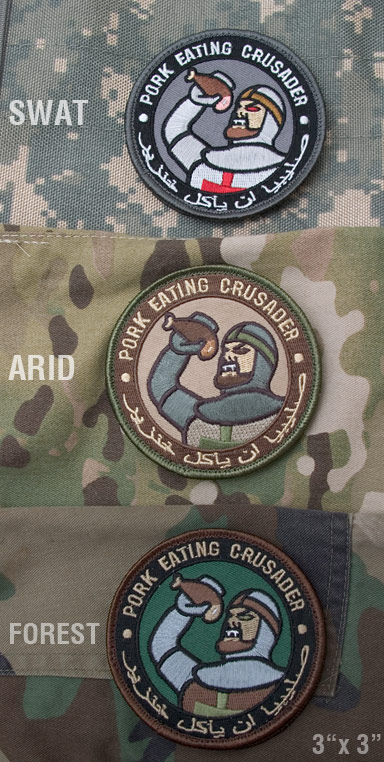 SWAT
• PORK EATING CRUSADER •
صليبيا ان ياكل خنزير
ARID
• PORK EATING CRUSADER •
صليبيا ان ياكل خنزير
FOREST
• PORK EATING CRUSADER •
صليبيا ان ياكل خنزير
3“x 3”